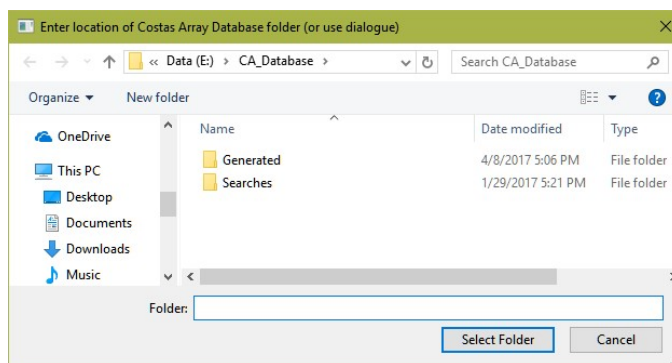 Enter location of Costas Array Database folder (or use dialogue)
« Data (E:) > CA_Database >
Search CA_Database
Organize
New folder
Name
Date modified
Type
OneDrive
This PC
Desktop
Documents
Downloads
Music
Generated
4/8/2017 5:06 PM
File folder
Searches
1/29/2017 5:21 PM
File folder
Folder:
Select Folder
Cancel